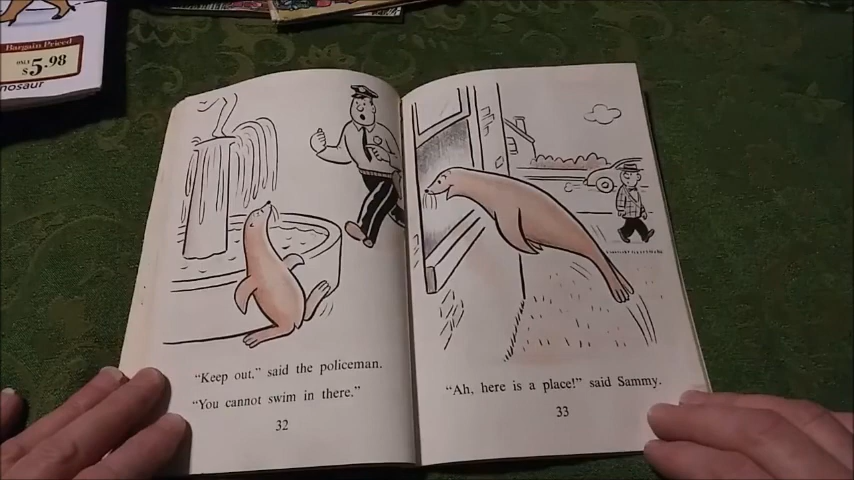 Bargain Priced
ONLY
$5.98
nosaur
"Keep out," said the policeman.
"You cannot swim in there."
32
"Ah, here is a place!" said Sammy.
33